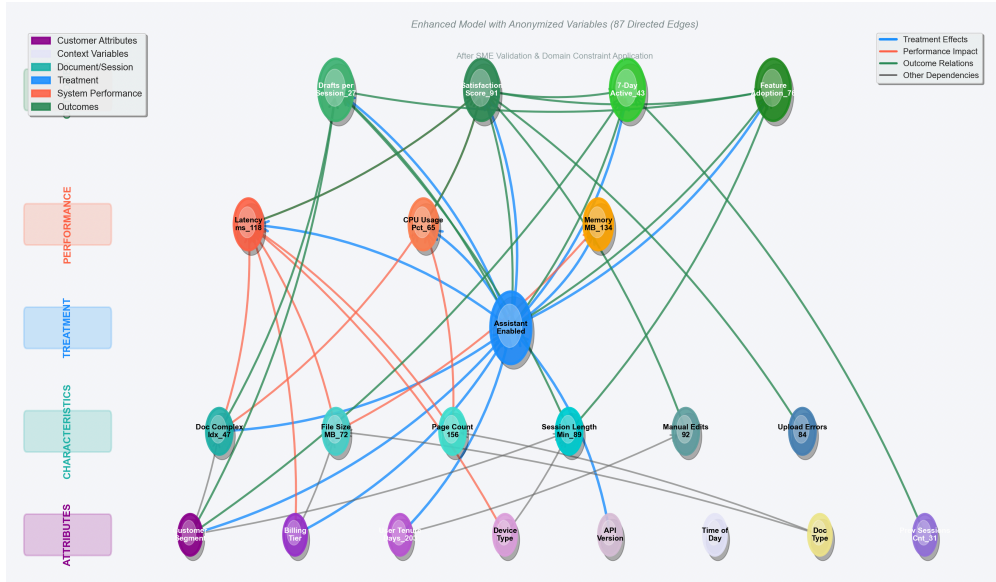 Enhanced Model with Anonymized Variables (87 Directed Edges)
After SME Validation & Domain Constraint Application
Customer Attributes
Context Variables
Document/Session
Treatment
System Performance
Outcomes
Treatment Effects
Performance Impact
Outcome Relations
Other Dependencies
Drafts per
Session_27
Satisfaction
Score_91
7-Day
Active_43
Feature
PERFORMANCE
Latency
ms_118
CPU Usage
Pct_65
Memory
MB_134
TREATMENT
Assistant
Enabled
CHARACTERISTICS
Doc Complex
Idx_47
File Size
MB_72
Page Count
156
Session Length
Min_89
Manual Edits
92
Upload Errors
84
ATTRIBUTES
Customer
Segment
Billing
Tier
Device
Type
API
Version
Time of
Day
Doc
Type
Cnt_31